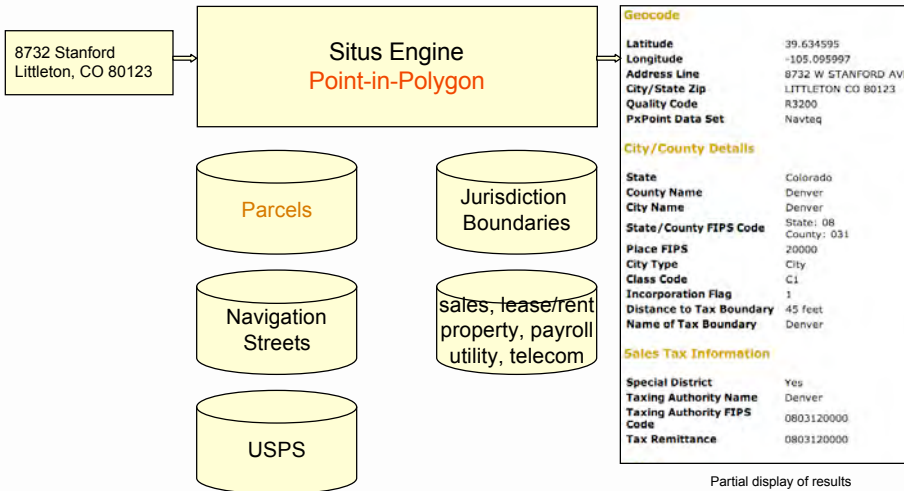 8732 Stanford
Littleton, CO 80123
Situs Engine
Point-in-Polygon
Parcels
Jurisdiction
Boundaries
Navigation
Streets
sales, lease/rent
property, payroll
utility, telecom
USPS
Geocode
Latitude 39.634595
Longitude -105.095997
Address Line 8732 W STANFORD AVE
City/State Zip LITTLETON CO 80123
Quality Code R3200
PxPoint Data Set Navteq
City/County Details
State Colorado
County Name Denver
City Name Denver
State/County FIPS Code State: 08
County: 031
Place FIPS 20000
City Type City
Class Code C1
Incorporation Flag 1
Distance to Tax Boundary 45 feet
Name of Tax Boundary Denver
Sales Tax Information
Special District Yes
Taxing Authority Name Denver
Taxing Authority FIPS
Code 0803120000
Tax Remittance 0803120000
Partial display of results